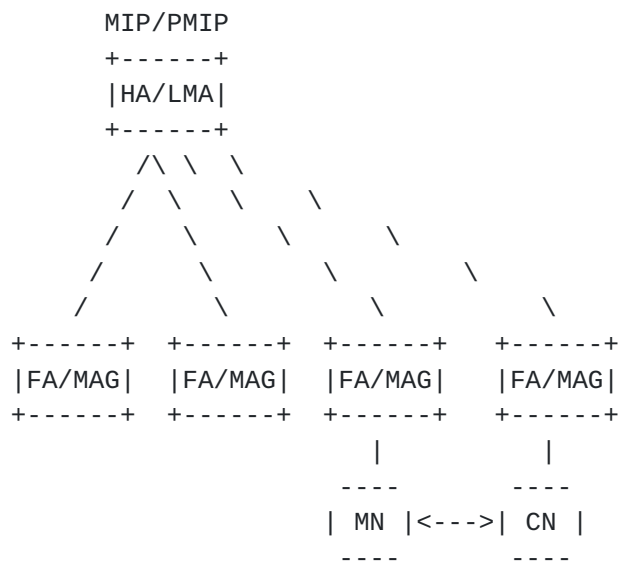 MIP/PMIP
+------+
|HA/LMA|
+------+
/\ \ \
/ \ \ \
/ \ \ \
/ \ \ \
/ \ \ \
+------+ +------+ +------+ +------+
|FA/MAG| |FA/MAG| |FA/MAG| |FA/MAG|
+------+ +------+ +------+ +------+
| |
---- ----
| MN |<--->| CN |
---- ----